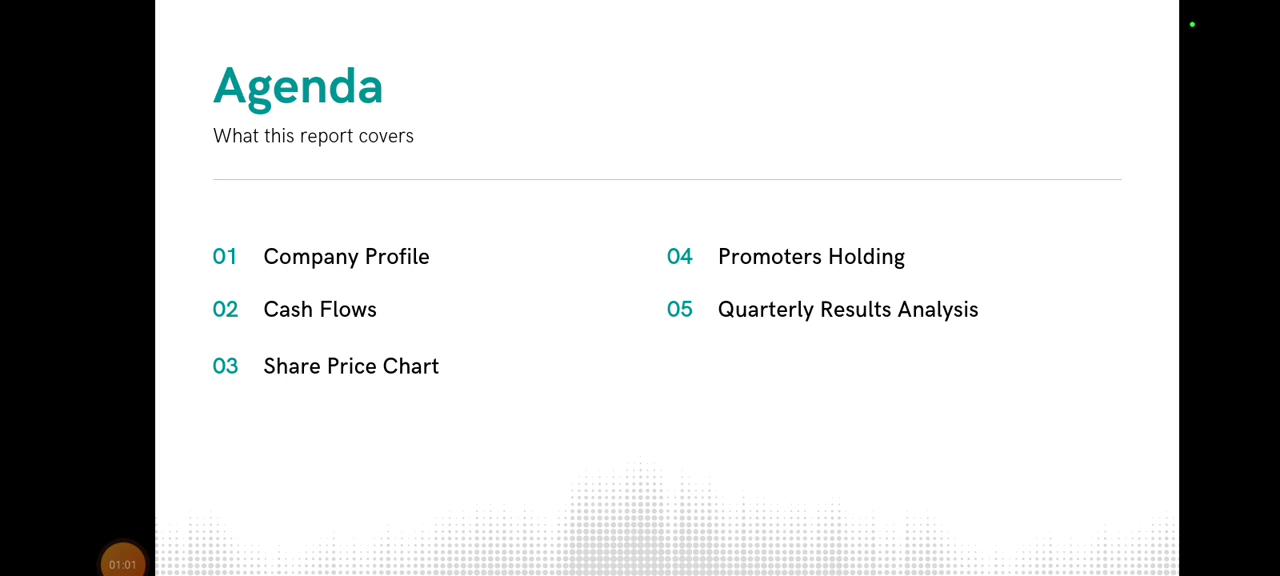 Agenda
What this report covers
01 Company Profile
02 Cash Flows
03 Share Price Chart
04 Promoters Holding
05 Quarterly Results Analysis
01:01